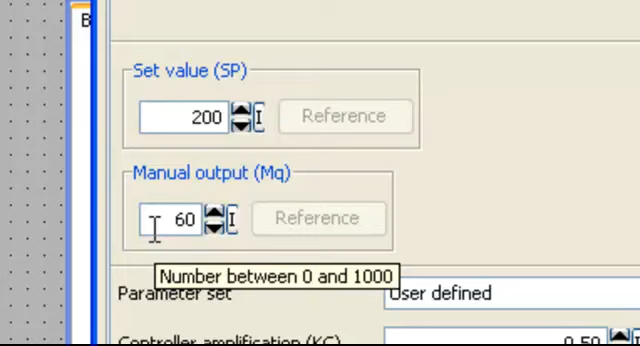 B
Set value (SP)
200 I Reference
Manual output (Mq)
60 I Reference
Number between 0 and 1000
Parameter set User defined
Controller amplification (KC) 0.50